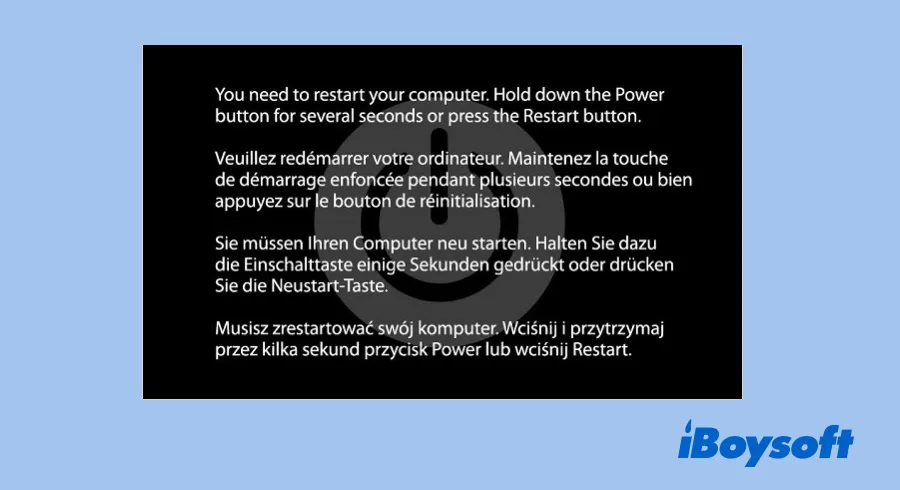 You need to restart your computer. Hold down the Power
button for several seconds or press the Restart button.
Veuillez redémarrer votre ordinateur. Maintenez la touche
de démarrage enfoncée pendant plusieurs secondes ou bien
appuyez sur le bouton de réinitialisation.
Sie müssen Ihren Computer neu starten. Halten Sie dazu
die Einschalttaste einige Sekunden gedrückt oder drücken
Sie die Neustart-Taste.
Musisz zrestartować swój komputer. Wciśnij i przytrzymaj
przez kilka sekund przycisk Power lub wciśnij Restart.
iBoysoft